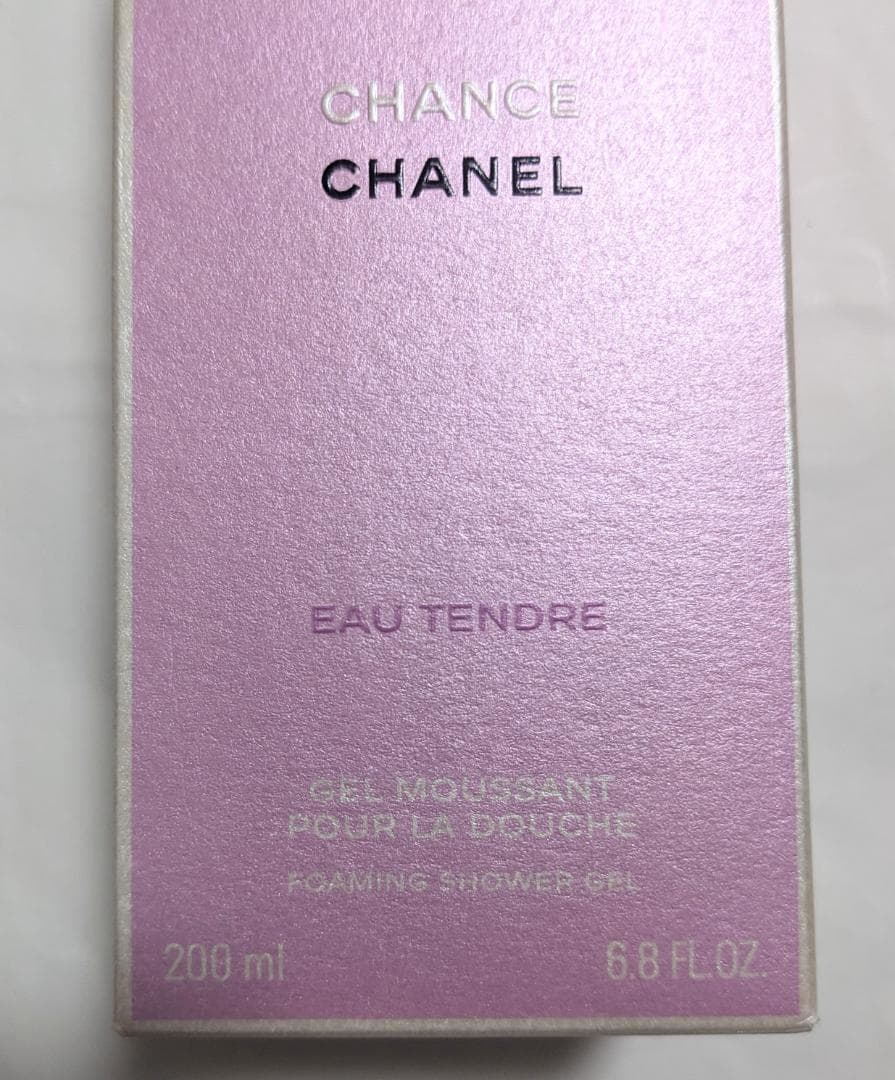 CHANCE
CHANEL
EAU TENDRE
GEL MOUSSANT
POUR LA DOUCHE
FOAMING SHOWER GEL
200 ml 6.8 FL.OZ.